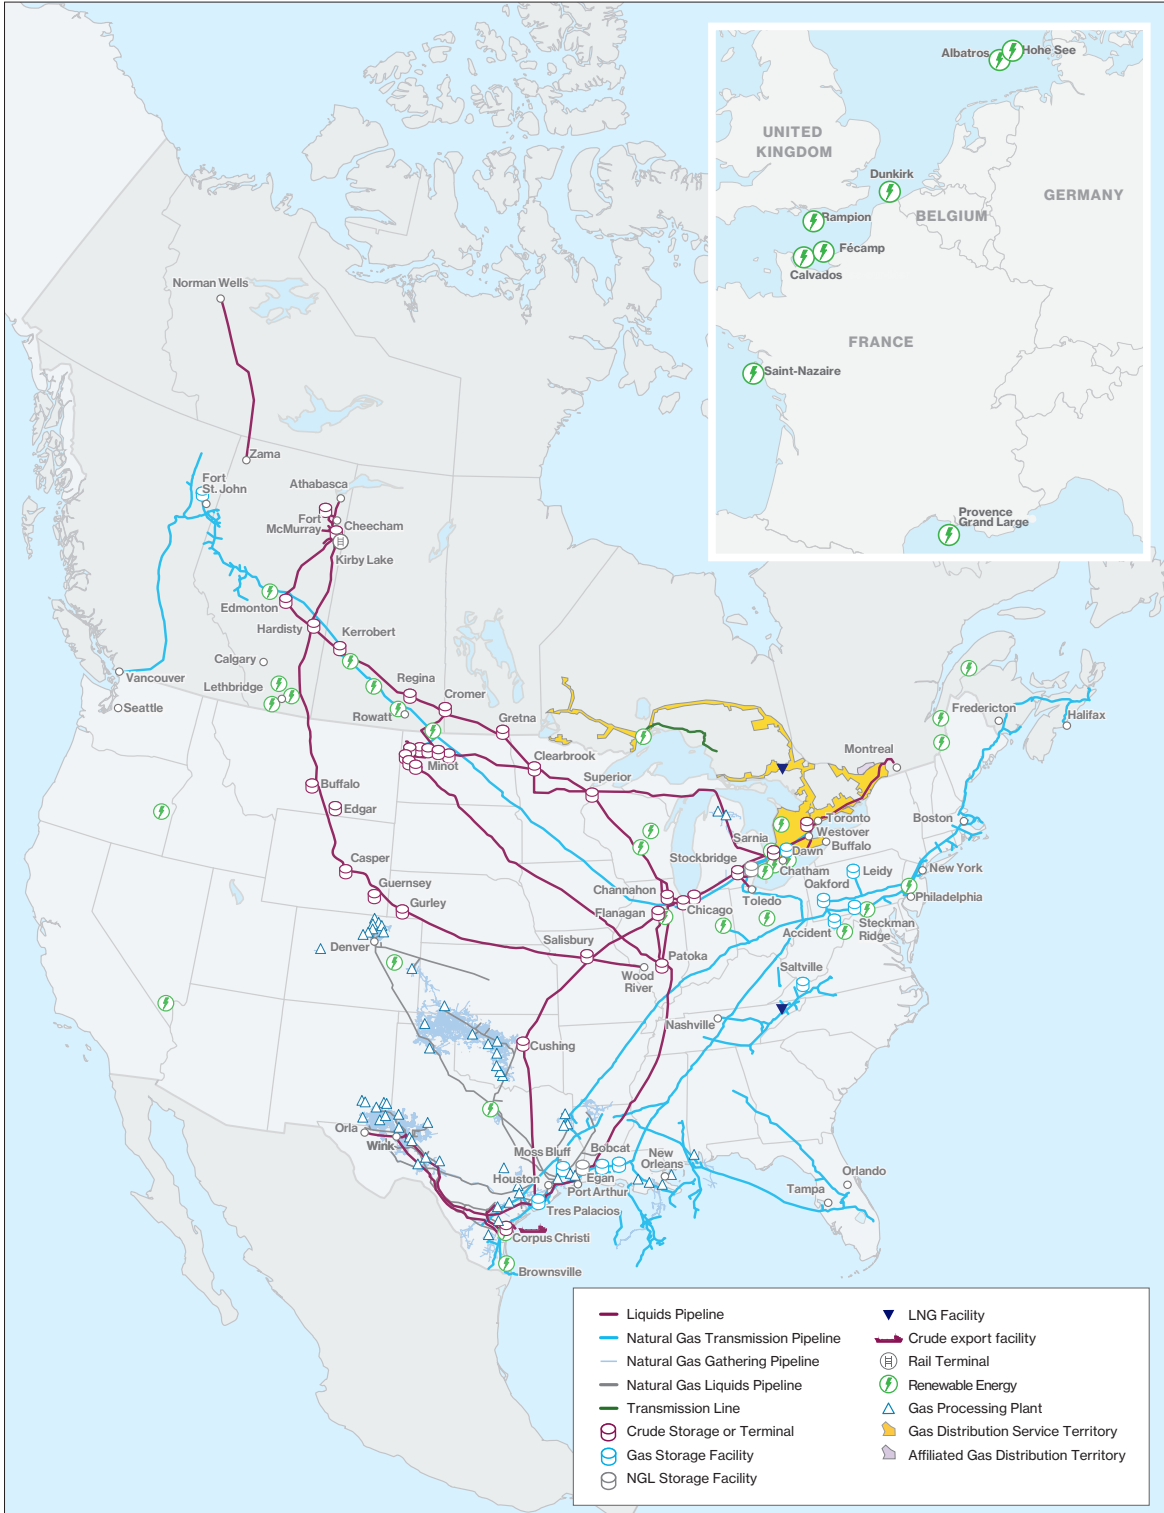 Albatros
Hohe See
UNITED
KINGDOM
Dunkirk
GERMANY
BELGIUM
Rampion
Fécamp
Calvados
FRANCE
Saint-Nazaire
Provence
Grand Large
Norman Wells
Zama
Fort
St. John
Athabasca
Fort
McMurray
Cheecham
Kirby Lake
Edmonton
Hardisty
Kerrobert
Calgary
Vancouver
Lethbridge
Regina
Cromer
Seattle
Rowatt
Gretna
Fredericton
Halifax
Minot
Clearbrook
Montreal
Superior
Buffalo
Edgar
Toronto
Boston
Westover
Sarnia
Buffalo
Dawn
Stockbridge
Chatham
Casper
Leidy
New York
Guernsey
Channahon
Toledo
Oakford
Philadelphia
Gurley
Flanagan
Chicago
Accident
Steckman
Ridge
Denver
Salisbury
Patoka
Wood
River
Saltville
Nashville
Cushing
Orla
Wink
Moss Bluff
Bobcat
New
Orleans
Houston
Egan
Port Arthur
Orlando
Tampa
Tres Palacios
Corpus Christi
Brownsville
Liquids Pipeline
Natural Gas Transmission Pipeline
Natural Gas Gathering Pipeline
Natural Gas Liquids Pipeline
Transmission Line
Crude Storage or Terminal
Gas Storage Facility
NGL Storage Facility
LNG Facility
Crude export facility
Rail Terminal
Renewable Energy
Gas Processing Plant
Gas Distribution Service Territory
Affiliated Gas Distribution Territory